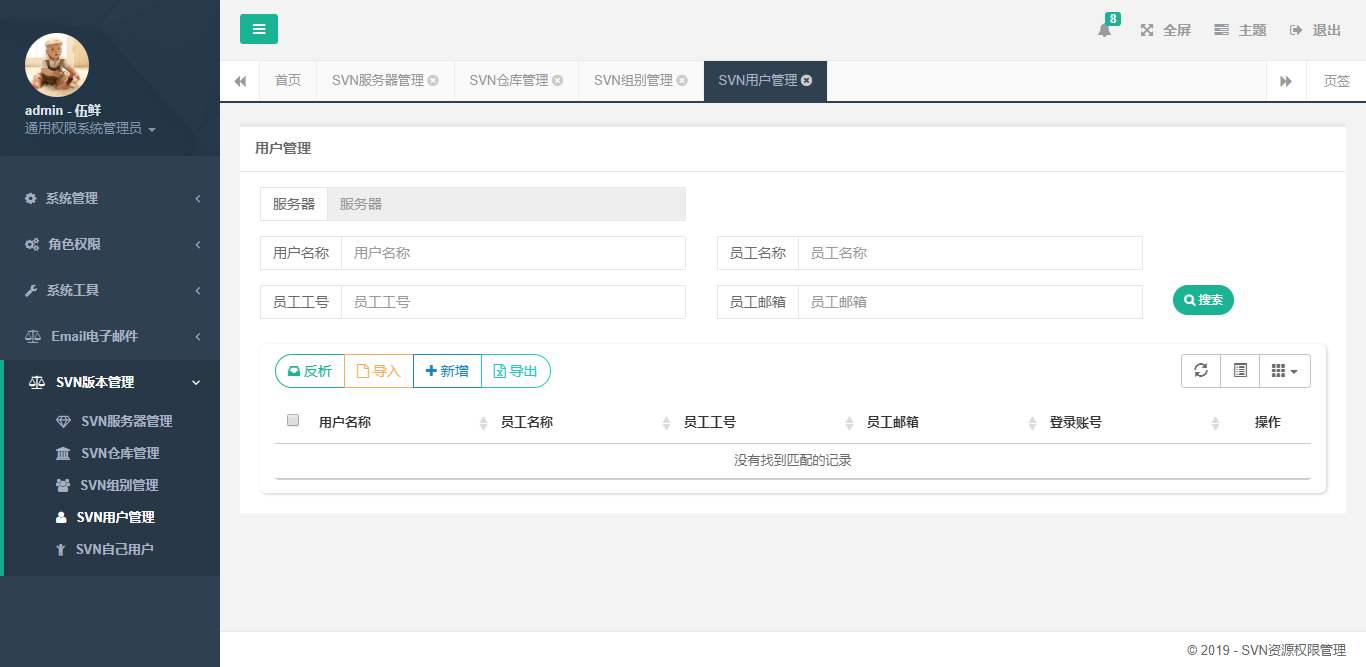 admin - 伍鲜
通用权限系统管理员
系统管理
角色权限
系统工具
Email电子邮件
SVN版本管理
SVN服务器管理
SVN仓库管理
SVN组别管理
SVN用户管理
SVN自己用户
8
全屏 主题 退出
首页 SVN服务器管理 SVN仓库管理 SVN组别管理 SVN用户管理 页签
用户管理
服务器 服务器
用户名称 用户名称 员工名称 员工名称
员工工号 员工工号 员工邮箱 员工邮箱 搜索
反析 导入 新增 导出
用户名称 员工名称 员工工号 员工邮箱 登录账号 操作
没有找到匹配的记录
© 2019 - SVN资源权限管理